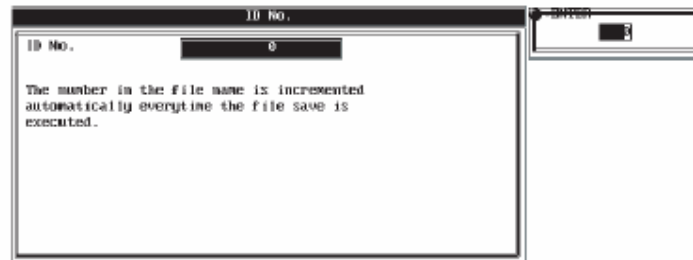 ID No.
ID No. 0
The number in the file name is incremented
automatically everytime the file save is
executed.